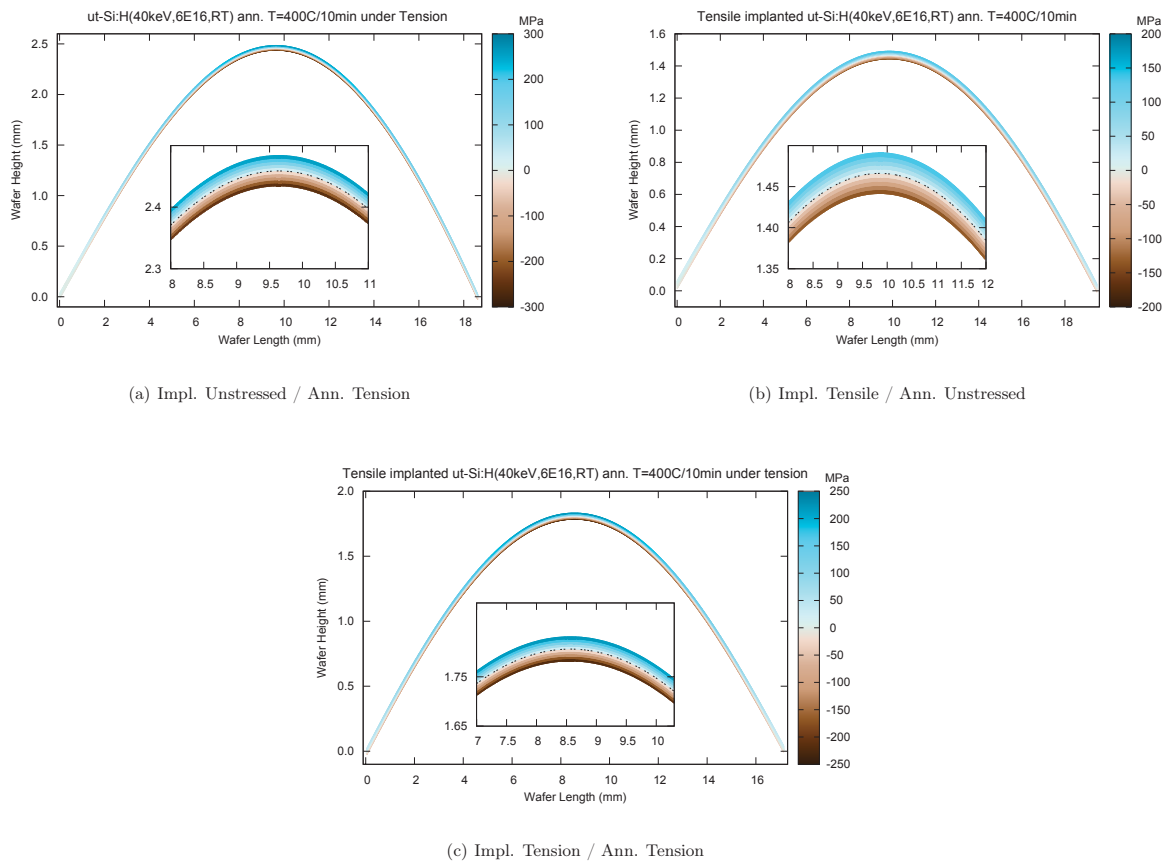 ut-Si:H(40keV,6E16,RT) ann. T=400C/10min under Tension
MPa
300
200
100
0
-100
-200
-300
2.5
2.0
1.5
1.0
0.5
0.0
Wafer Height (mm)
2.4
2.3
8 8.5 9 9.5 10 10.5 11
0 2 4 6 8 10 12 14 16 18
Wafer Length (mm)
(a) Impl. Unstressed / Ann. Tension
Tensile implanted ut-Si:H(40keV,6E16,RT) ann. T=400C/10min
MPa
200
150
100
50
0
-50
-100
-150
-200
1.6
1.4
1.2
1.0
0.8
0.6
0.4
0.2
0.0
Wafer Height (mm)
1.45
1.40
1.35
8 8.5 9 9.5 10 10.5 11 11.5 12
0 2 4 6 8 10 12 14 16 18
Wafer Length (mm)
(b) Impl. Tensile / Ann. Unstressed
Tensile implanted ut-Si:H(40keV,6E16,RT) ann. T=400C/10min under tension
MPa
250
200
150
100
50
0
-50
-100
-150
-200
-250
2.0
1.5
1.0
0.5
0.0
Wafer Height (mm)
1.75
1.65
7 7.5 8 8.5 9 9.5 10
0 2 4 6 8 10 12 14 16
Wafer Length (mm)
(c) Impl. Tension / Ann. Tension